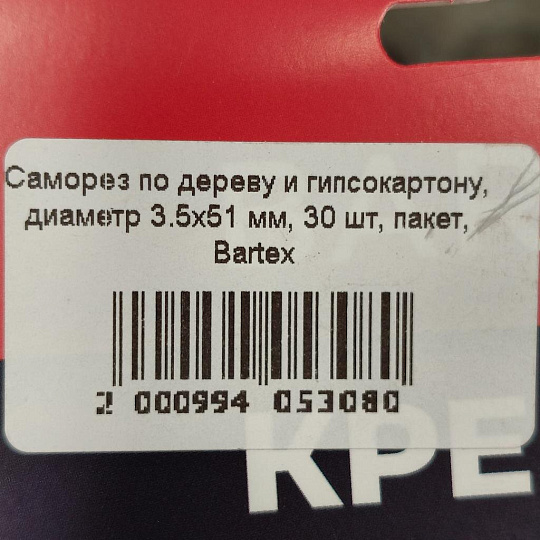 Саморез по дереву и гипсокартону,
диаметр 3.5х51 мм, 30 шт, пакет,
Bartex
2 000994 053080
КРЕ